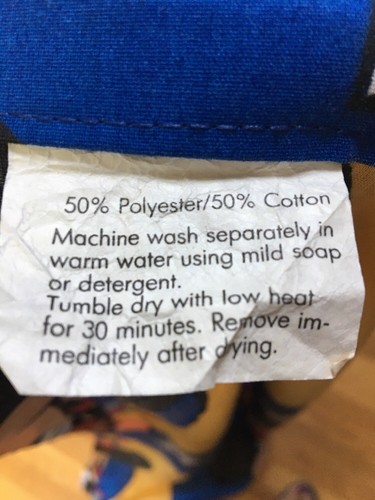 50% Polyester/50% Cotton
Machine wash separately in
warm water using mild soap
or detergent.
Tumble dry with low heat
for 30 minutes. Remove im-
mediately after drying.